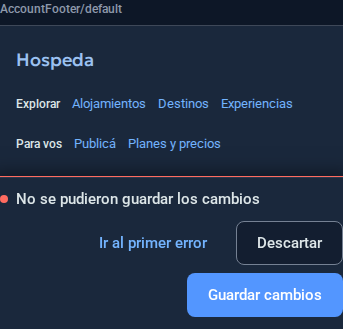 AccountFooter/default
Hospeda
Explorar Alojamientos Destinos Experiencias
Para vos Publicá Planes y precios
No se pudieron guardar los cambios
Ir al primer error Descartar
Guardar cambios